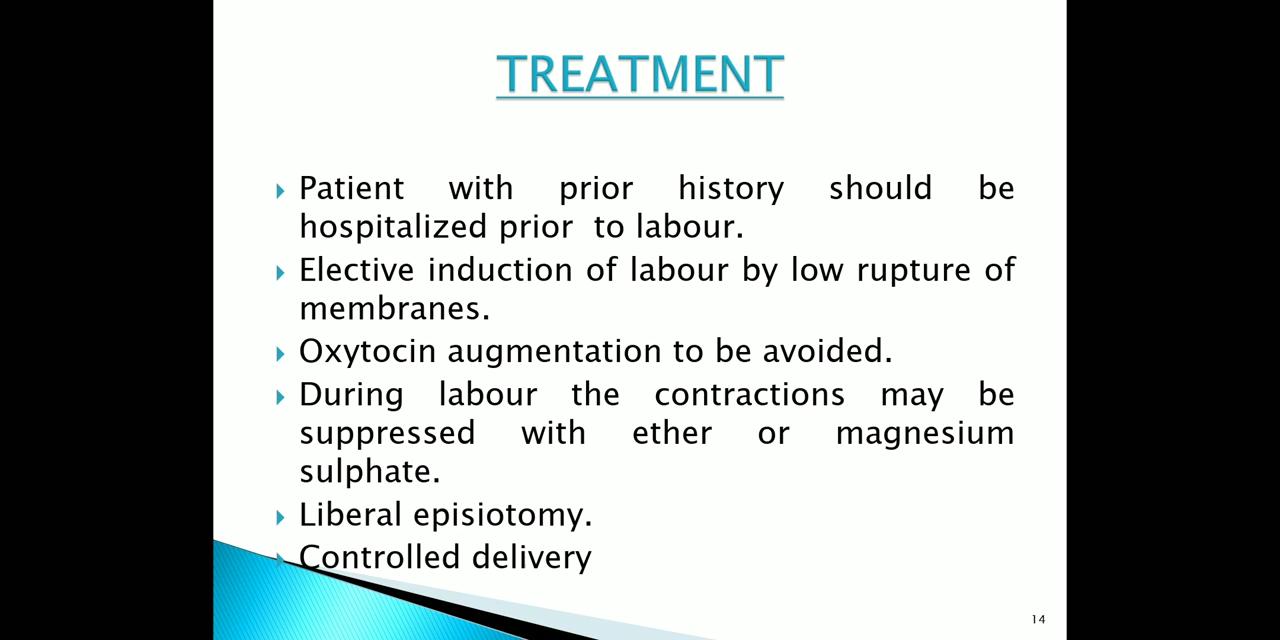 TREATMENT
Patient with prior history should be
hospitalized prior to labour.
Elective induction of labour by low rupture of
membranes.
Oxytocin augmentation to be avoided.
During labour the contractions may be
suppressed with ether or magnesium
sulphate.
Liberal episiotomy.
Controlled delivery
14